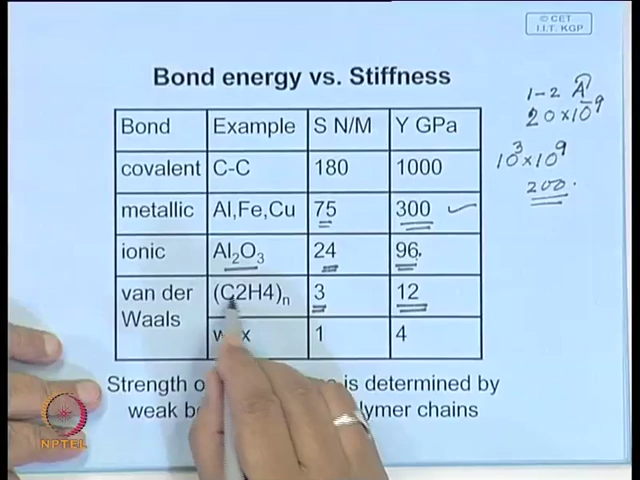 © CET
I.I.T. KGP
Bond energy vs. Stiffness
Bond Example S N/M Y GPa
covalent C-C 180 1000
metallic Al,Fe,Cu 75 300
ionic Al₂O₃ 24 96
van der Waals (C2H4)ₙ 3 12
1 4
Strength is determined by
weak polymer chains
1-2 Å
20×10⁹
10³×10⁹
200
NPTEL